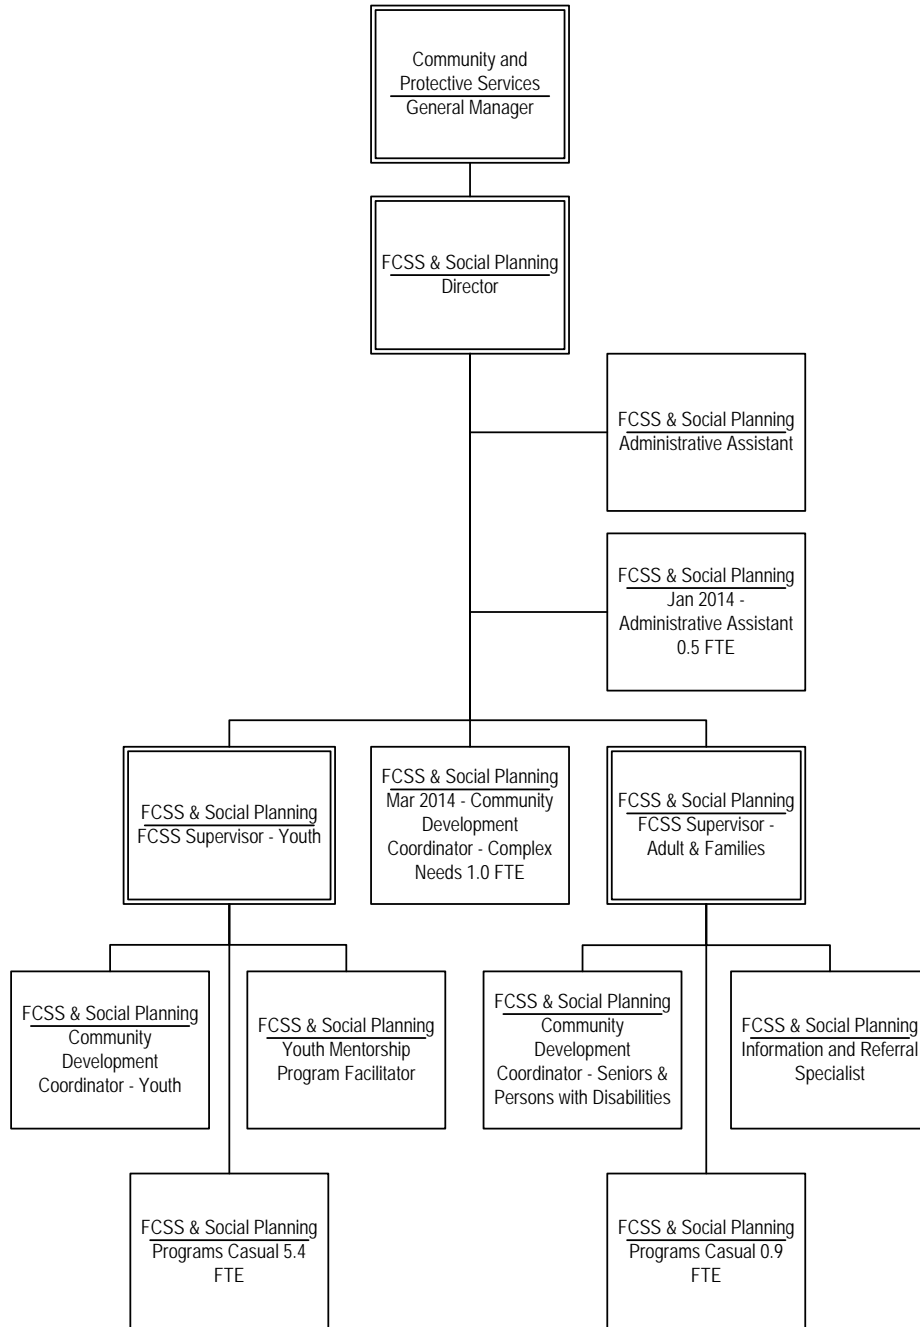 Community and
Protective Services
General Manager
FCSS & Social Planning
Director
FCSS & Social Planning
Administrative Assistant
FCSS & Social Planning
Jan 2014 -
Administrative Assistant
0.5 FTE
FCSS & Social Planning
FCSS Supervisor - Youth
FCSS & Social Planning
Mar 2014 - Community
Development
Coordinator - Complex
Needs 1.0 FTE
FCSS & Social Planning
FCSS Supervisor -
Adult & Families
FCSS & Social Planning
Community
Development
Coordinator - Youth
FCSS & Social Planning
Youth Mentorship
Program Facilitator
FCSS & Social Planning
Community
Development
Coordinator - Seniors &
Persons with Disabilities
FCSS & Social Planning
Information and Referral
Specialist
FCSS & Social Planning
Programs Casual 5.4
FTE
FCSS & Social Planning
Programs Casual 0.9
FTE